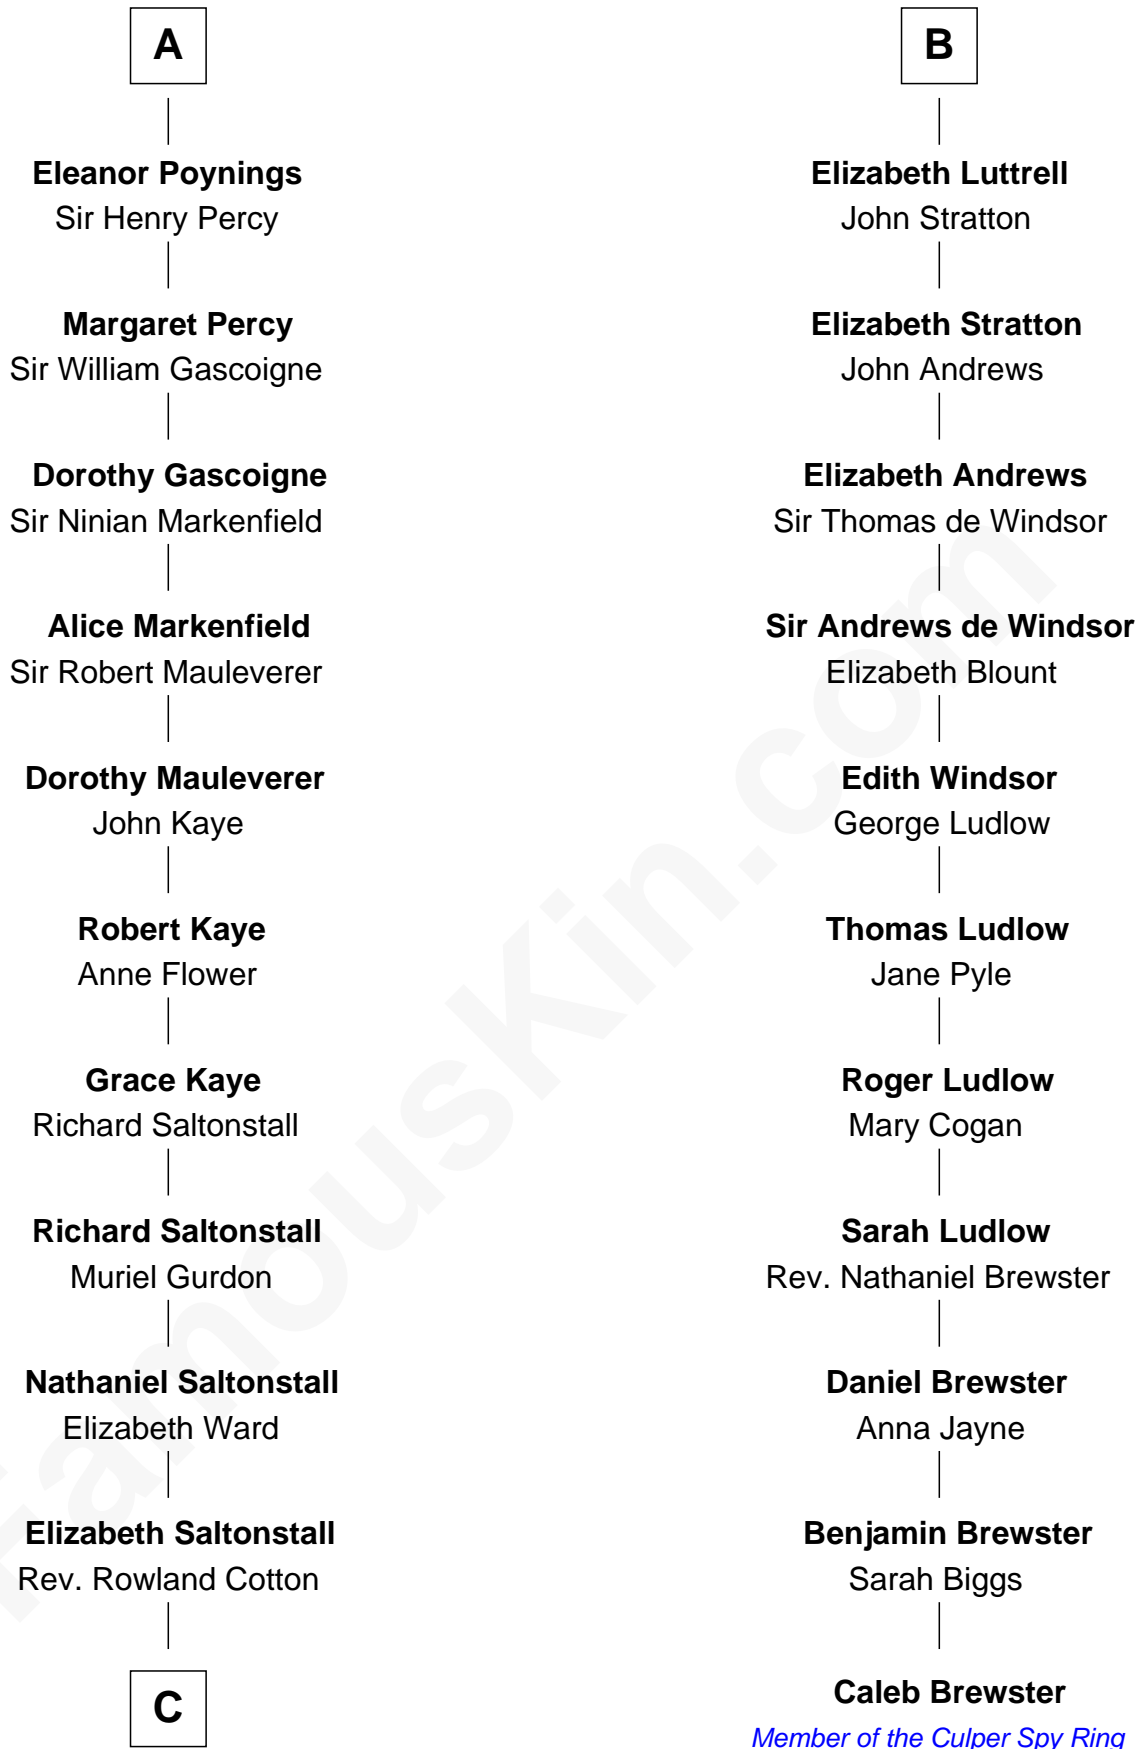 A
Eleanor Poynings
Sir Henry Percy
Margaret Percy
Sir William Gascoigne
Dorothy Gascoigne
Sir Ninian Markenfield
Alice Markenfield
Sir Robert Mauleverer
Dorothy Mauleverer
John Kaye
Robert Kaye
Anne Flower
Grace Kaye
Richard Saltonstall
Richard Saltonstall
Muriel Gurdon
Nathaniel Saltonstall
Elizabeth Ward
Elizabeth Saltonstall
Rev. Rowland Cotton
C
B
Elizabeth Luttrell
John Stratton
Elizabeth Stratton
John Andrews
Elizabeth Andrews
Sir Thomas de Windsor
Sir Andrews de Windsor
Elizabeth Blount
Edith Windsor
George Ludlow
Thomas Ludlow
Jane Pyle
Roger Ludlow
Mary Cogan
Sarah Ludlow
Rev. Nathaniel Brewster
Daniel Brewster
Anna Jayne
Benjamin Brewster
Sarah Biggs
Caleb Brewster
Member of the Culper Spy Ring
FamousKin.com